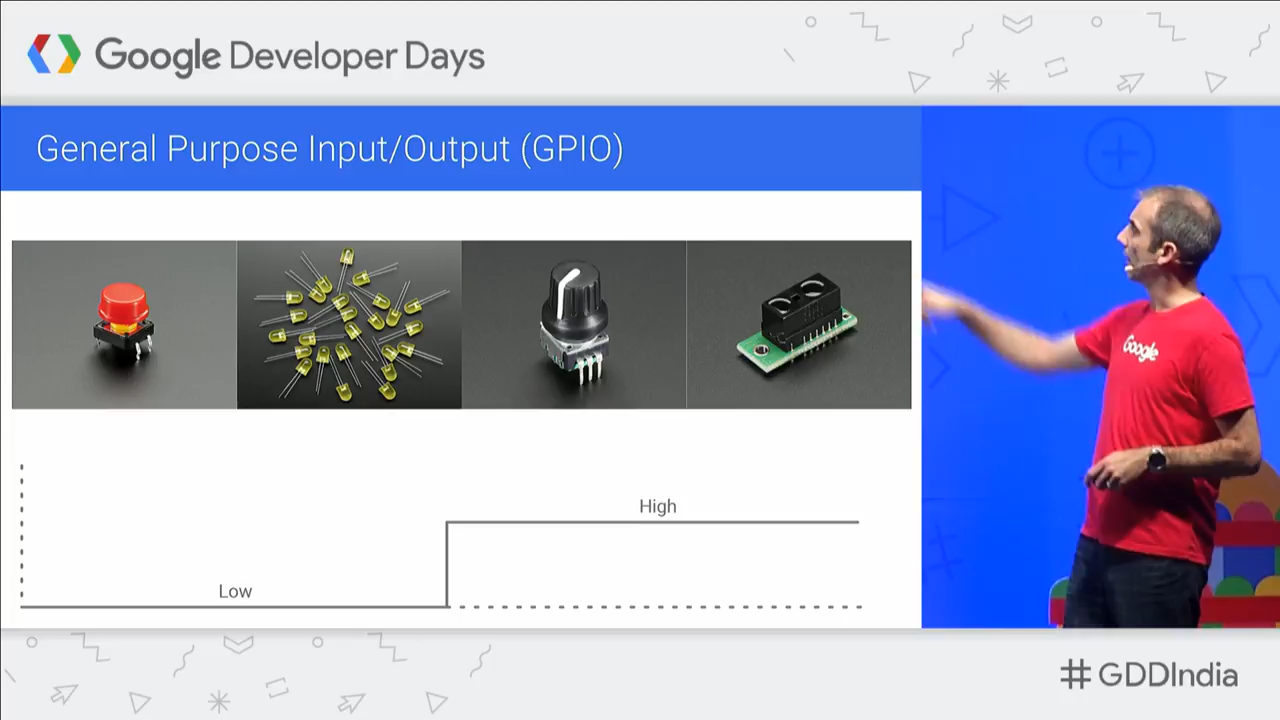 Google Developer Days
General Purpose Input/Output (GPIO)
Google
High
Low
#GDDIndia